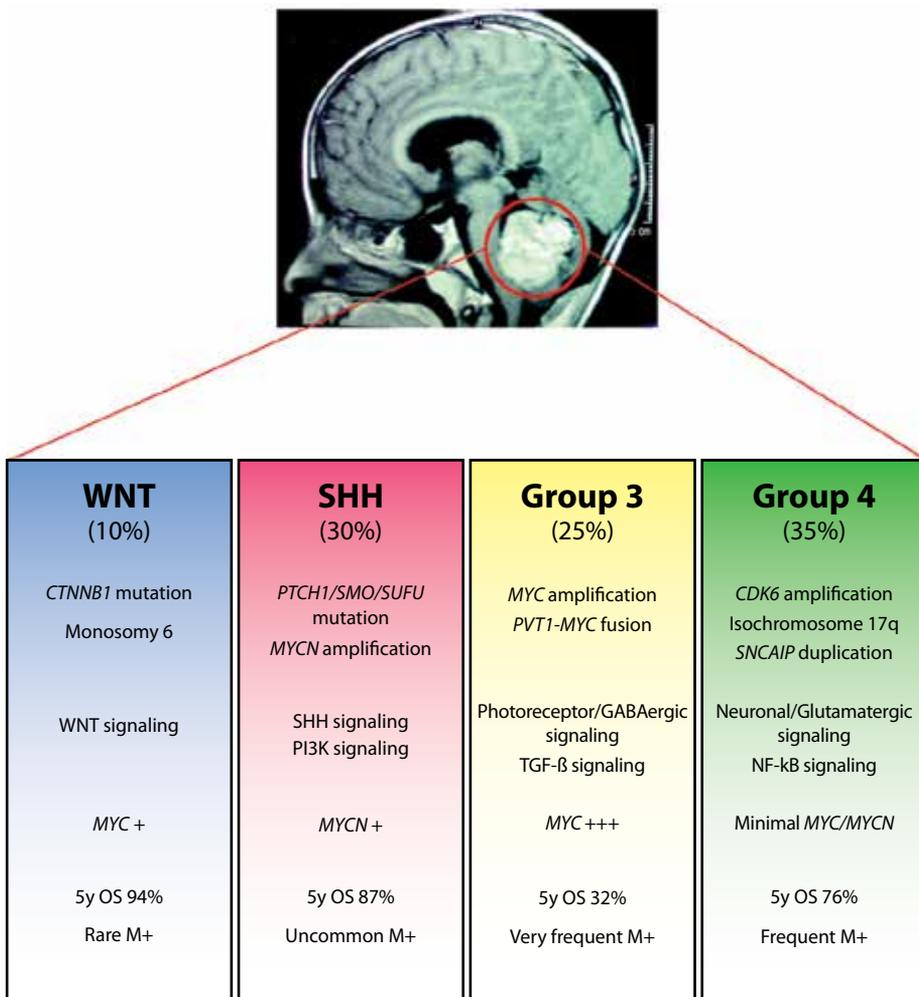 WNT
(10%)
CTNNB1 mutation
Monosomy 6
WNT signaling
MYC +
5y OS 94%
Rare M+
SHH
(30%)
PTCH1/SMO/SUFU
mutation
MYCN amplification
SHH signaling
PI3K signaling
MYCN +
5y OS 87%
Uncommon M+
Group 3
(25%)
MYC amplification
PVT1-MYC fusion
Photoreceptor/GABAergic
signaling
TGF-ß signaling
MYC +++
5y OS 32%
Very frequent M+
Group 4
(35%)
CDK6 amplification
Isochromosome 17q
SNCAIP duplication
Neuronal/Glutamatergic
signaling
NF-kB signaling
Minimal MYC/MYCN
5y OS 76%
Frequent M+